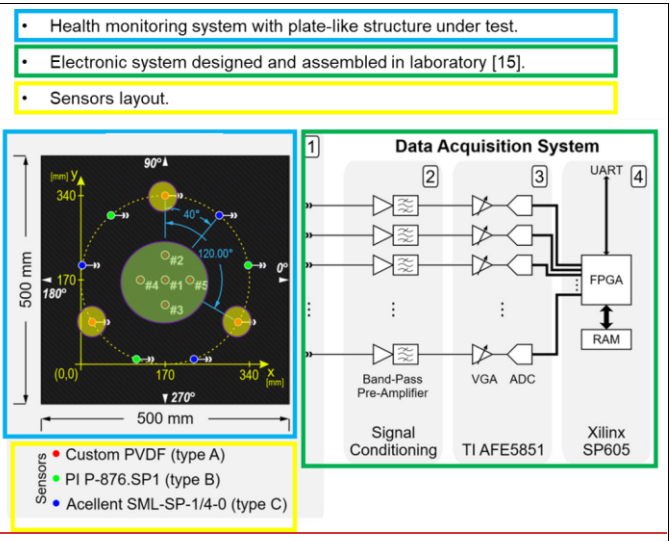 • Health monitoring system with plate-like structure under test.
• Electronic system designed and assembled in laboratory [15].
• Sensors layout.
1
Data Acquisition System
2
3
4
UART
90°
[mm] y
340
40°
120.00°
#2
#4 #1 #5
#3
170
180°
0°
500 mm
(0,0)
170
340
x
[mm]
270°
500 mm
FPGA
RAM
Band-Pass
Pre-Amplifier
VGA ADC
Signal
Conditioning
TI AFE5851
Xilinx
SP605
Sensors
• Custom PVDF (type A)
• PI P-876.SP1 (type B)
• Acellent SML-SP-1/4-0 (type C)